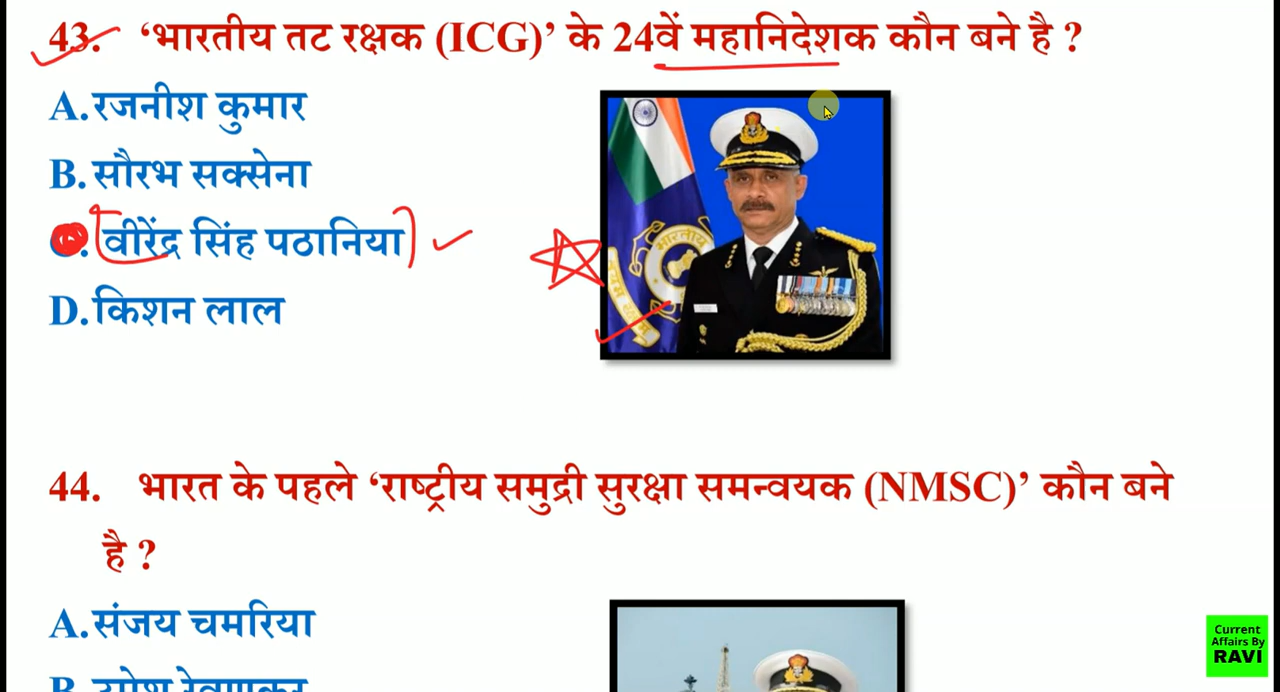 43. ‘भारतीय तट रक्षक (ICG)’ के 24वें महानिदेशक कौन बने है ?
A. रजनीश कुमार
B. सौरभ सक्सेना
वीरेंद्र सिंह पठानिया
D. किशन लाल
भारतीय
44. भारत के पहले ‘राष्ट्रीय समुद्री सुरक्षा समन्वयक (NMSC)’ कौन बने
है ?
A. संजय चमरिया
Current
Affairs By
RAVI